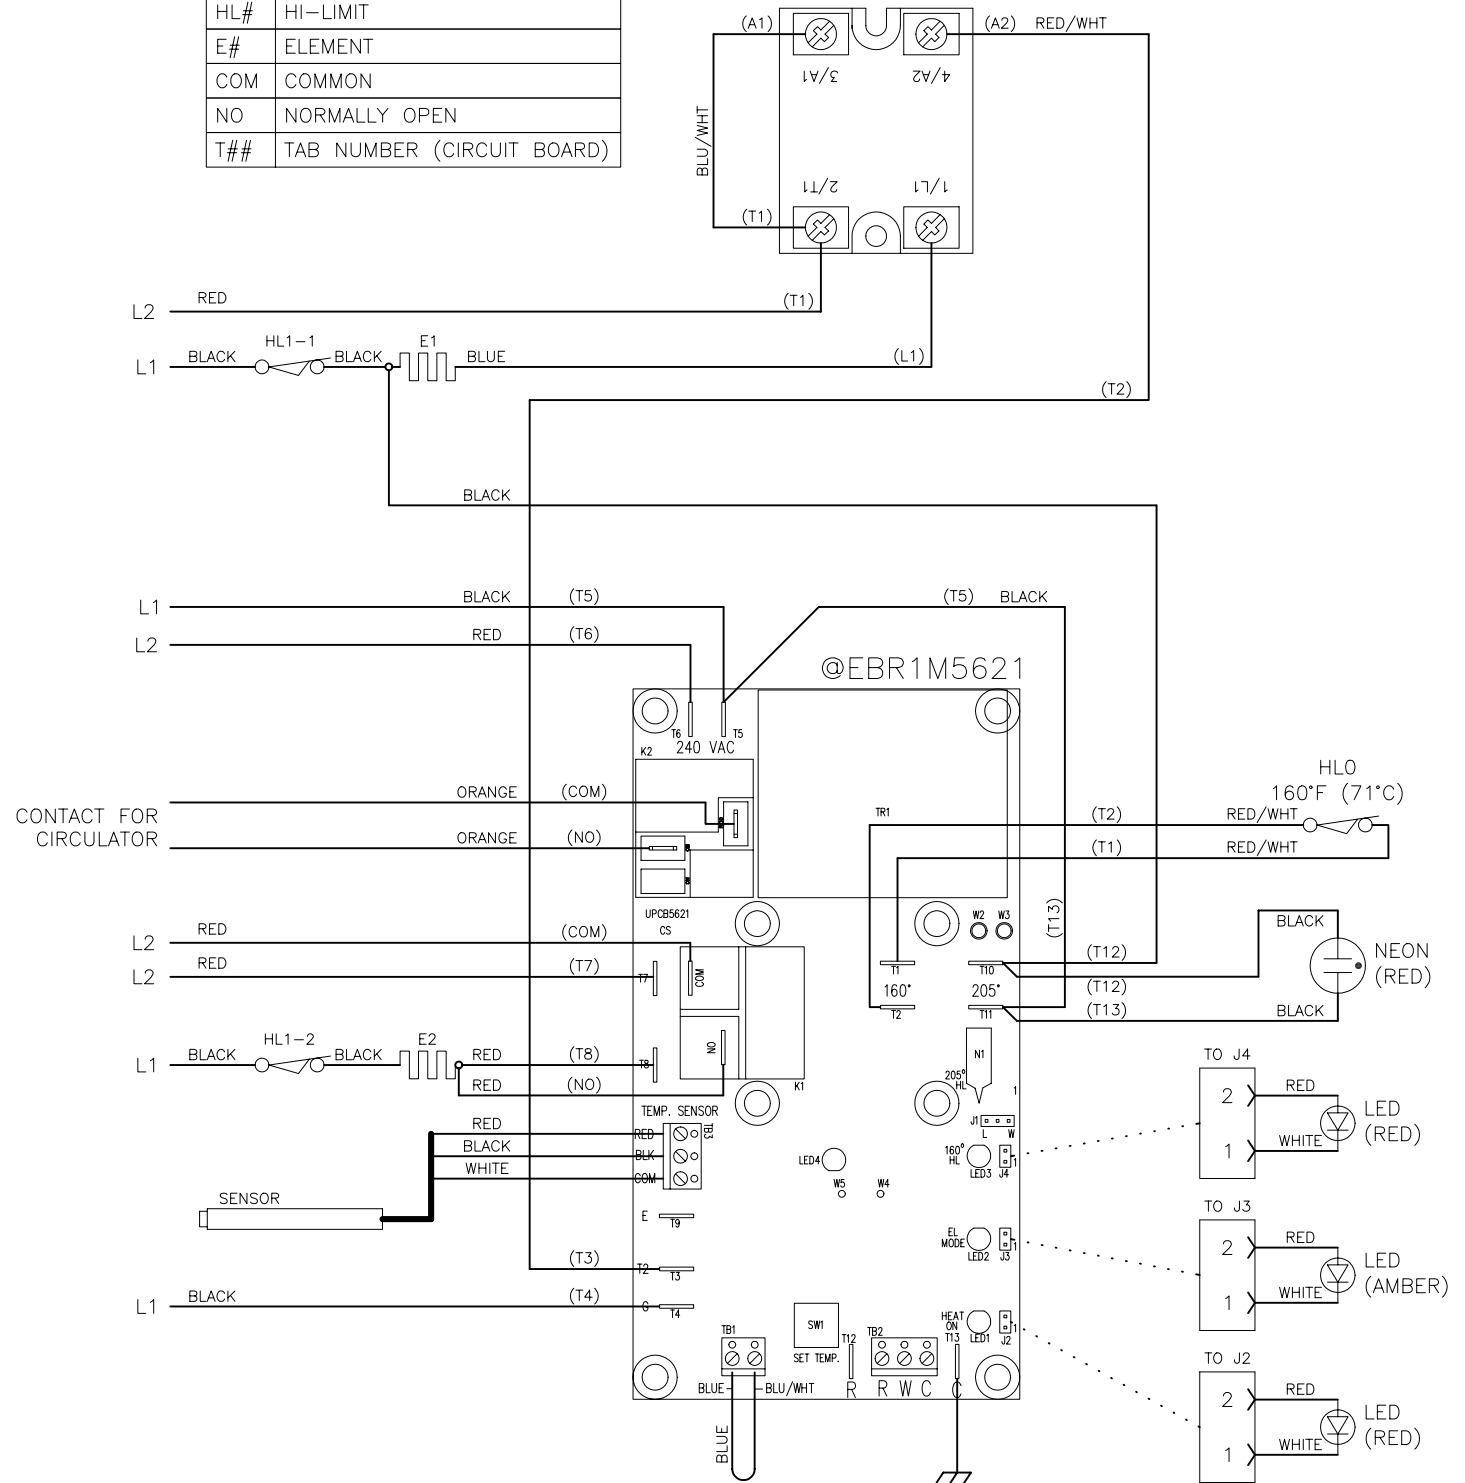 HL# HI-LIMIT
E# ELEMENT
COM COMMON
NO NORMALLY OPEN
T## TAB NUMBER (CIRCUIT BOARD)
(A1)
(A2) RED/WHT
3/A1
4/A2
BLU/WHT
2/T1
1/L1
(T1)
L2 RED (T1)
HL1-1
E1
L1 BLACK BLACK BLUE (L1)
(T2)
BLACK
L1 BLACK (T5)
(T5) BLACK
L2 RED (T6)
@EBR1M5621
T6 T5
240 VAC
K2
HL0
160°F (71°C)
CONTACT FOR
CIRCULATOR
ORANGE (COM)
ORANGE (NO)
TR1
(T2) RED/WHT
(T1) RED/WHT
UPCB5621
CS
W2 W3
(T13)
L2 RED (COM)
L2 RED (T7)
T7
COM
T1
160°
T2
T10
205°
T11
(T12)
(T12)
(T13)
BLACK
BLACK
NEON
(RED)
HL1-2
E2
L1 BLACK BLACK RED (T8)
T8
RED (NO)
NO
K1
N1
205°
HL
1
J1
L W
TEMP. SENSOR
TB3
RED RED
BLACK BLK
WHITE COM
SENSOR
LED4
W5 W4
160°
HL
LED3 J4
1
E T9
(T3) T2 T3
L1 BLACK (T4) G T4
EL
MODE
LED2 J3
1
HEAT
ON
LED1 J2
1
TB1
SW1
SET TEMP.
T12
TB2
T13
BLUE BLU/WHT
R R W C C
BLUE
TO J4
2 RED
1 WHITE
LED
(RED)
TO J3
2 RED
1 WHITE
LED
(AMBER)
TO J2
2 RED
1 WHITE
LED
(RED)